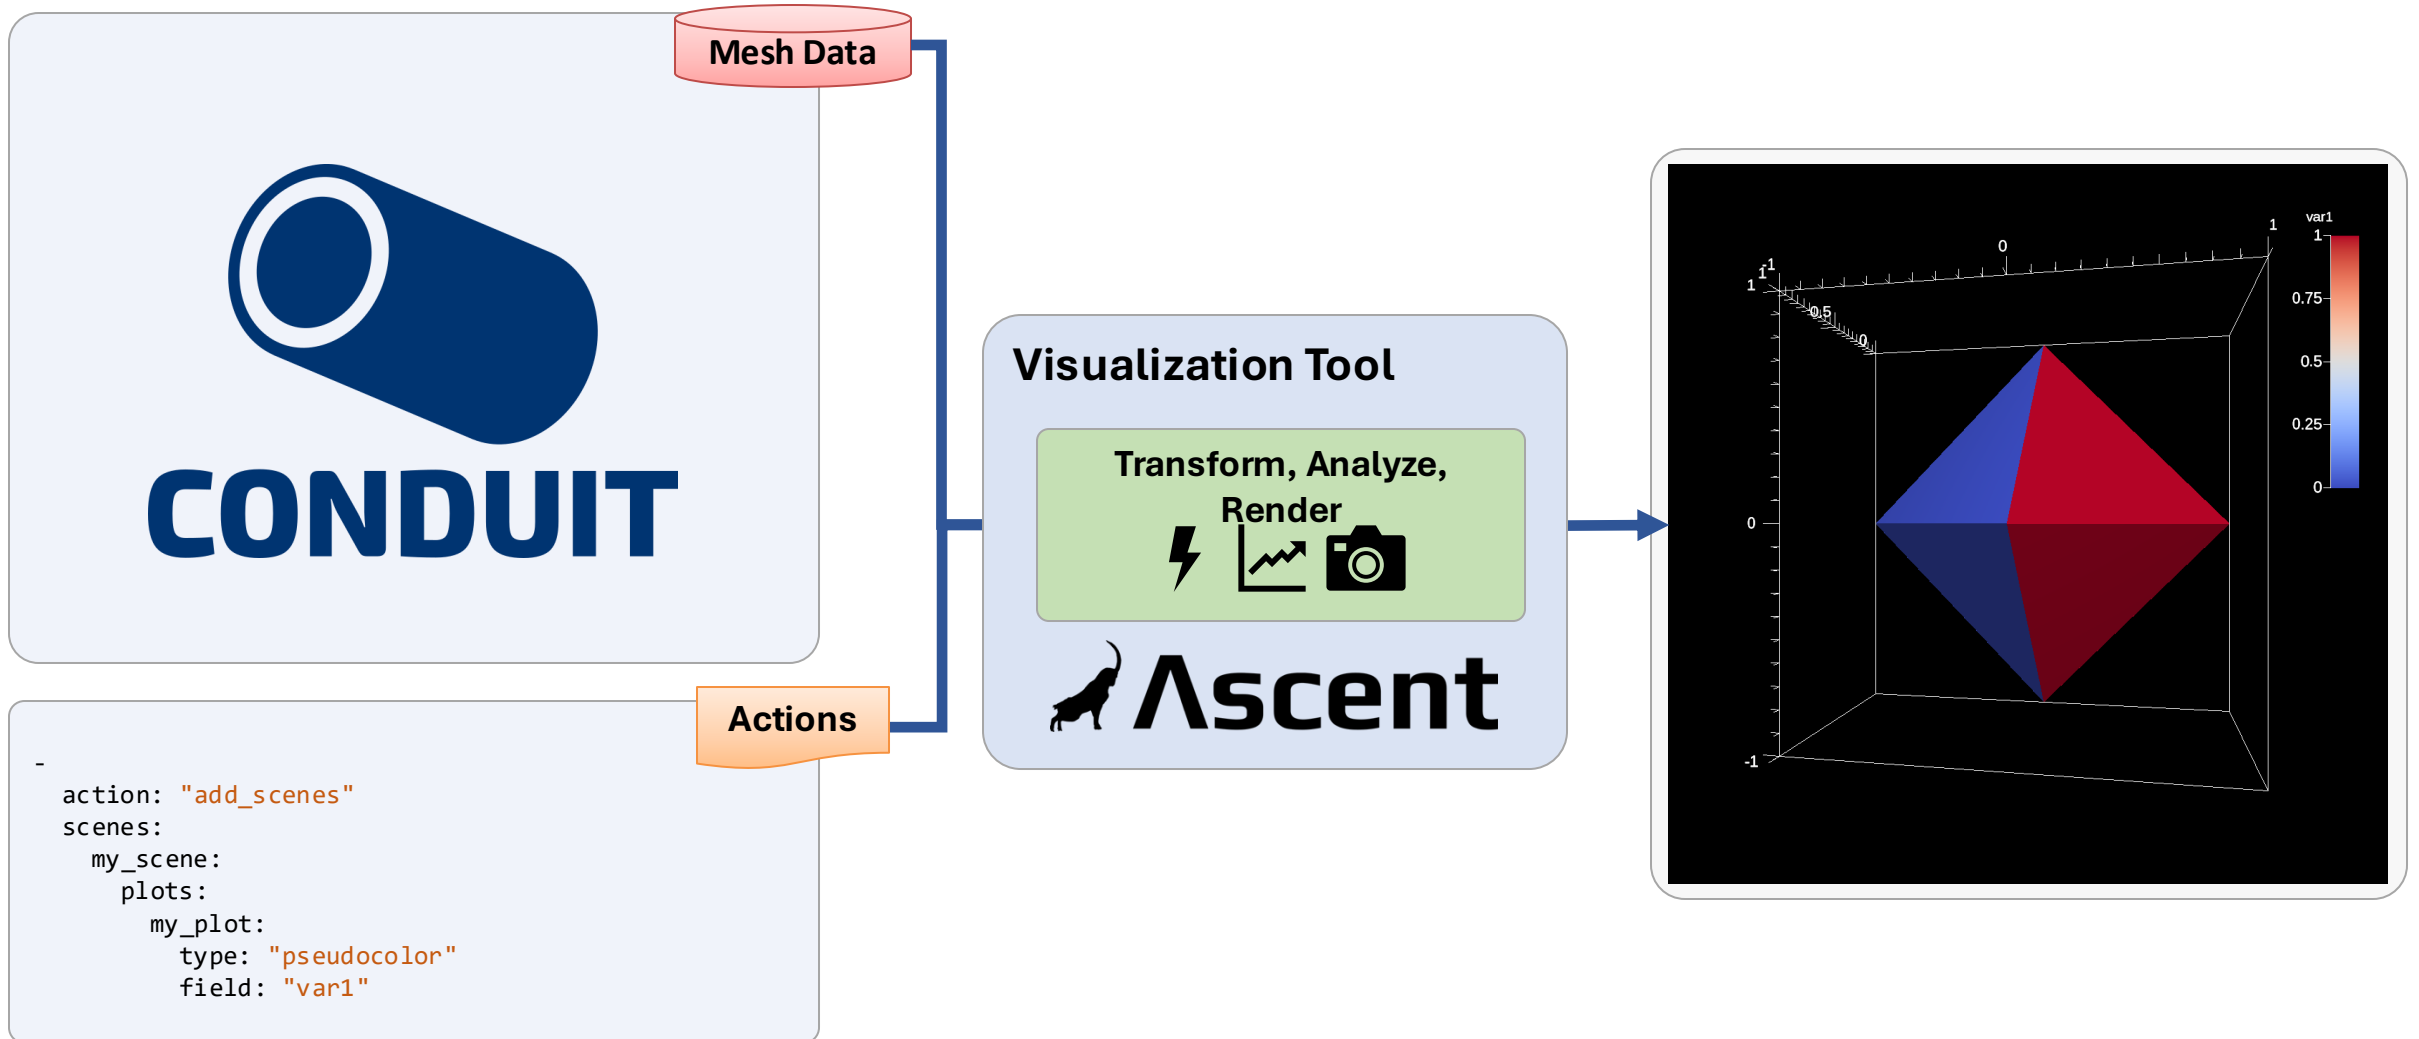 Mesh Data
CONDUIT
Actions
-
  action: "add_scenes"
  scenes:
    my_scene:
      plots:
        my_plot:
          type: "pseudocolor"
          field: "var1"
Visualization Tool
Transform, Analyze,
Render
Ascent
var1
1
0.75
0.5
0.25
0
-1
0
1
1
0.5
0
1
0
-1